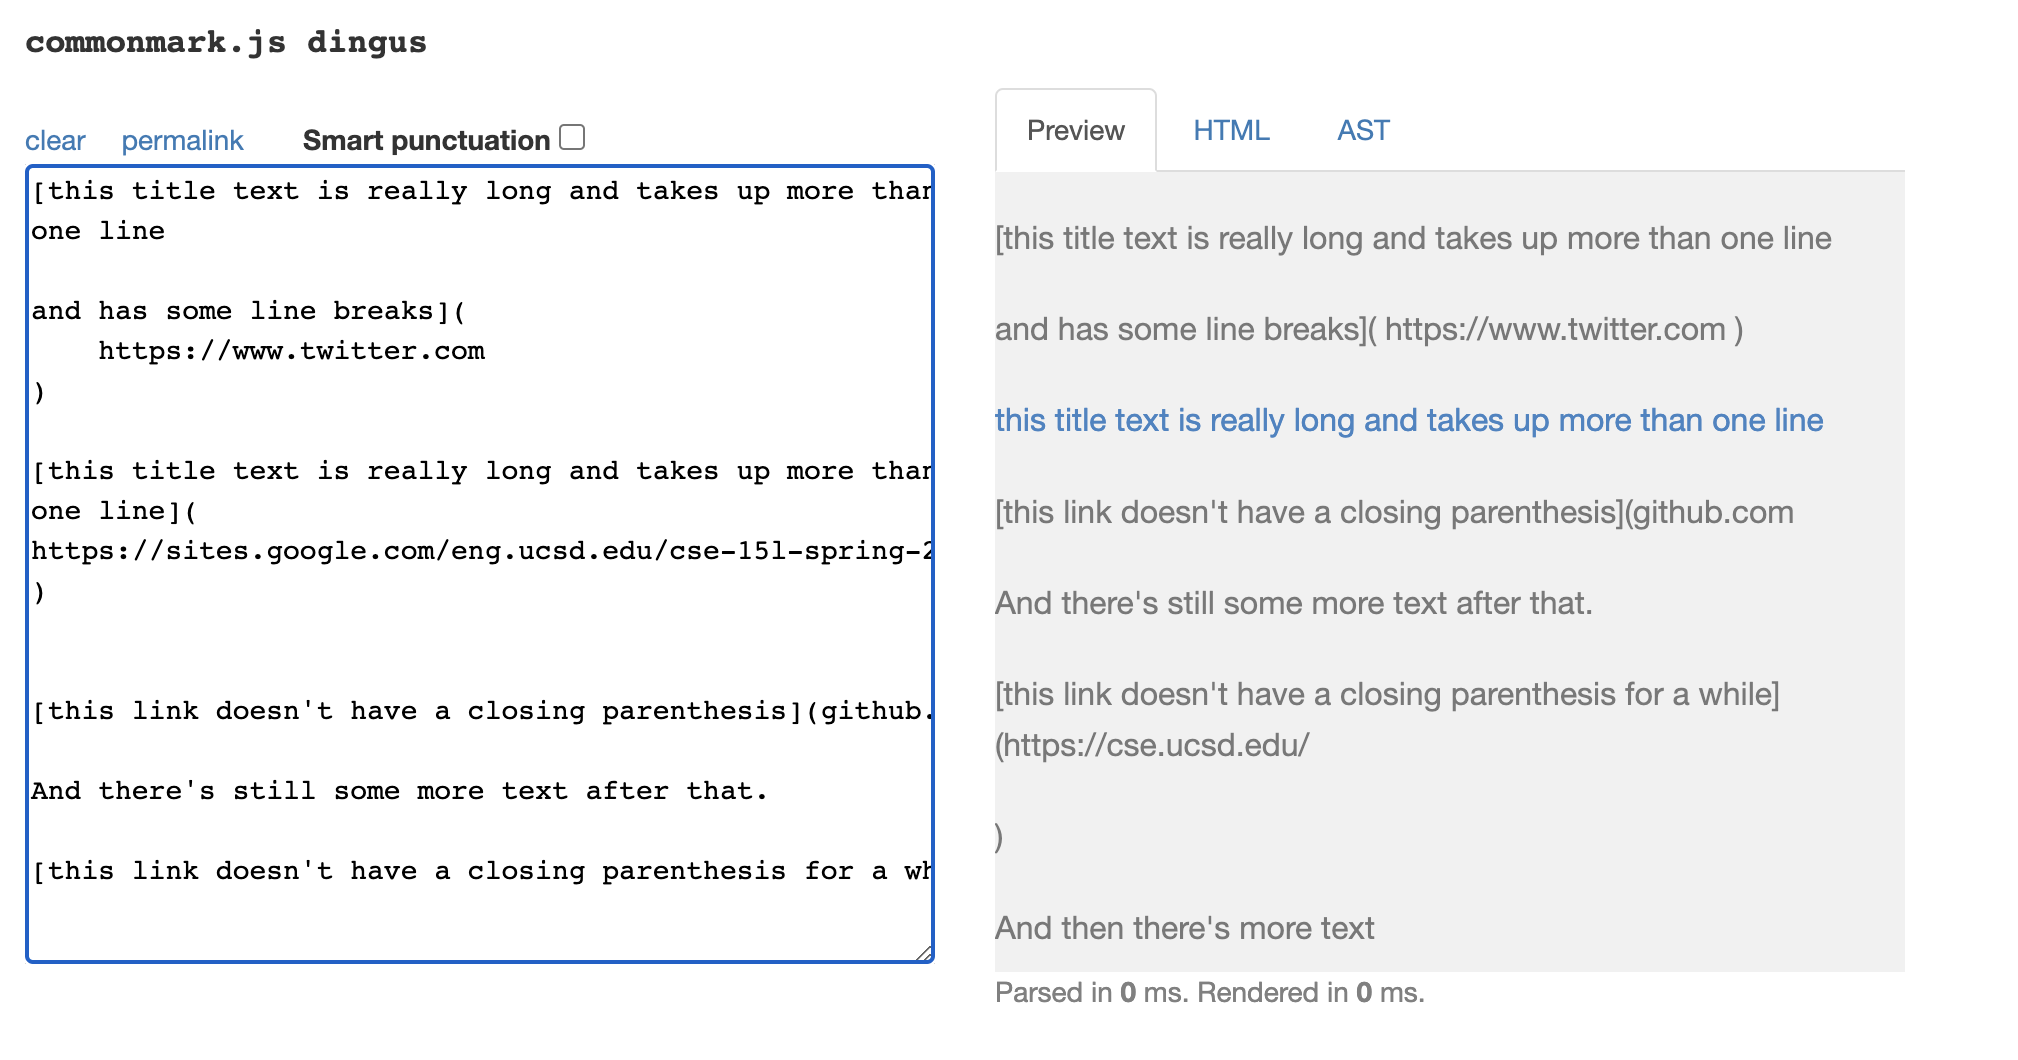 commonmark.js dingus
clear permalink Smart punctuation
[this title text is really long and takes up more than
one line
and has some line breaks](
https://www.twitter.com
)
[this title text is really long and takes up more than
one line](
https://sites.google.com/eng.ucsd.edu/cse-15l-spring-2
)
[this link doesn't have a closing parenthesis](github.
And there's still some more text after that.
[this link doesn't have a closing parenthesis for a wh
Preview HTML AST
[this title text is really long and takes up more than one line
and has some line breaks]( https://www.twitter.com )
this title text is really long and takes up more than one line
[this link doesn't have a closing parenthesis](github.com
And there's still some more text after that.
[this link doesn't have a closing parenthesis for a while]
(https://cse.ucsd.edu/
)
And then there's more text
Parsed in 0 ms. Rendered in 0 ms.